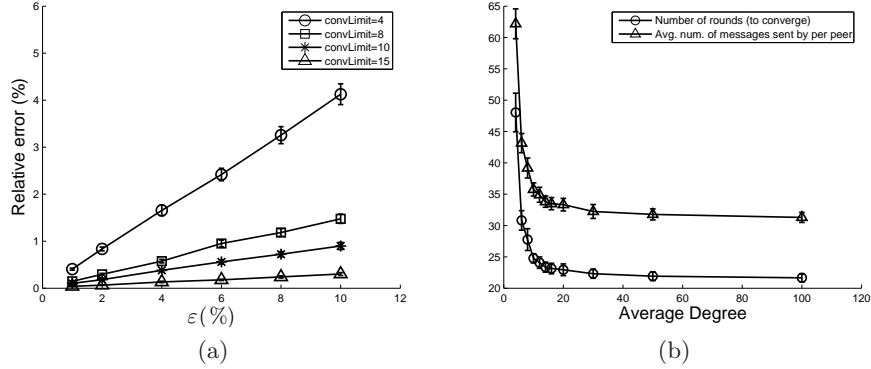 6
5
4
3
2
1
0
Relative error (%)
0 2 4 6 8 10 12
ε(%)
convLimit=4
convLimit=8
convLimit=10
convLimit=15
(a)
65
60
55
50
45
40
35
30
25
20
0 20 40 60 80 100 120
Average Degree
Number of rounds (to converge)
Avg. num. of messages sent by per peer
(b)